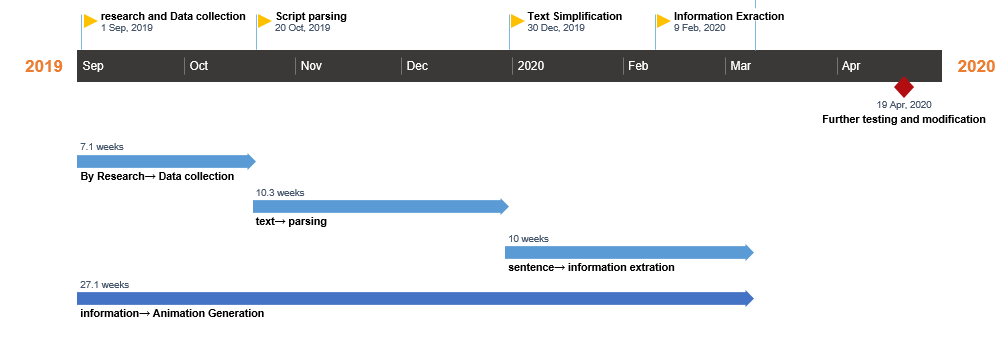 research and Data collection
1 Sep, 2019
Script parsing
20 Oct, 2019
Text Simplification
30 Dec, 2019
Information Exraction
9 Feb, 2020
2019 Sep Oct Nov Dec 2020 Feb Mar Apr 2020
19 Apr, 2020
Further testing and modification
7.1 weeks
By Research→ Data collection
10.3 weeks
text→ parsing
10 weeks
sentence→ information extration
27.1 weeks
information→ Animation Generation